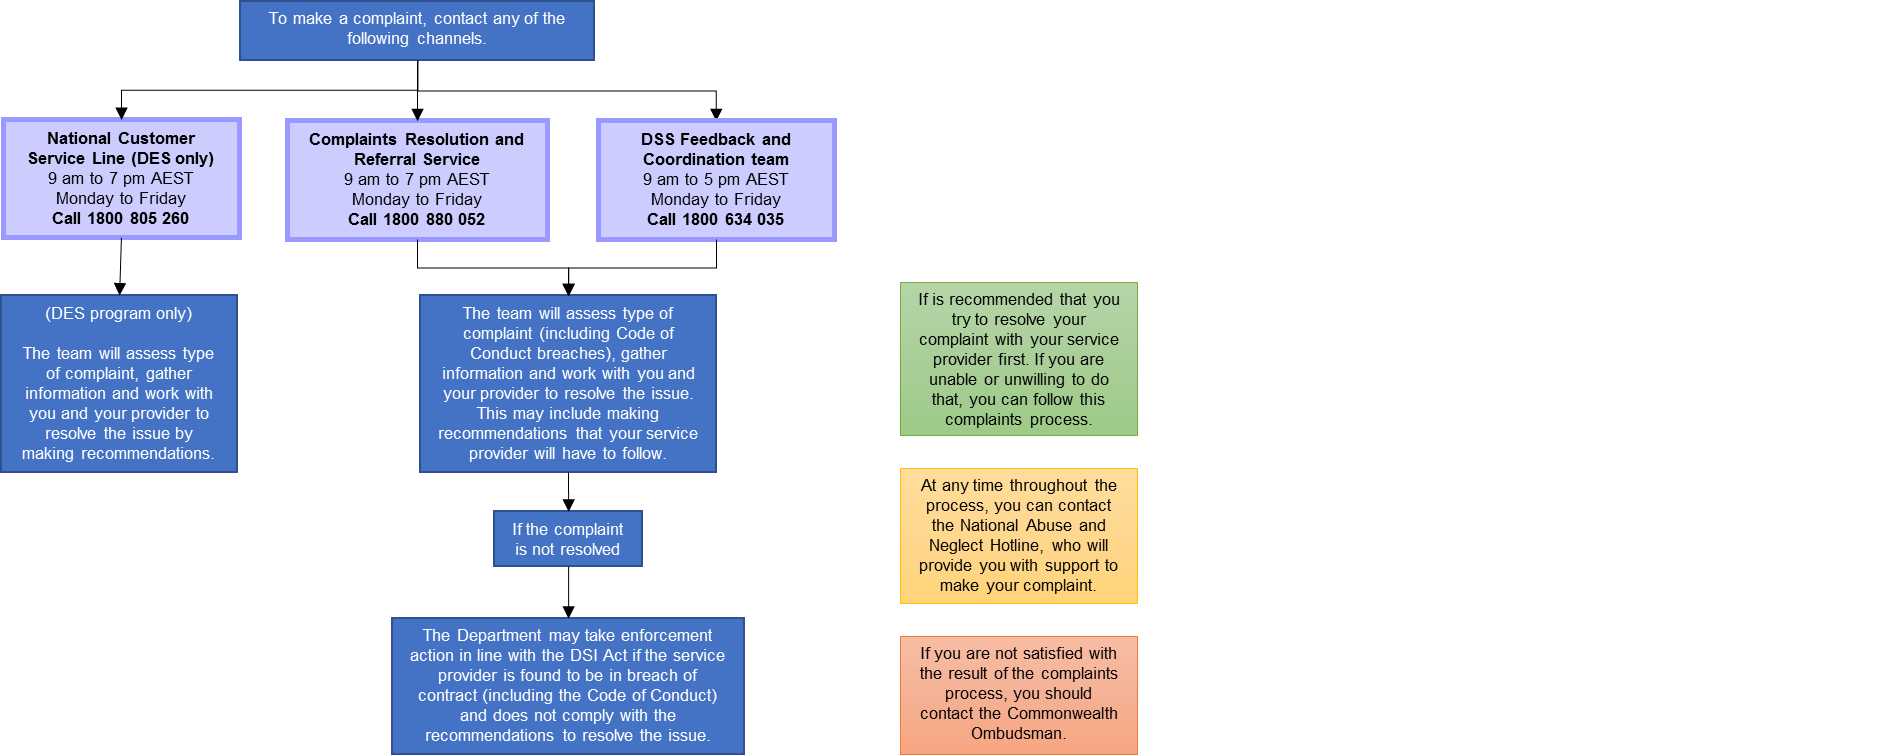 To make a complaint, contact any of the
following channels.
National Customer
Service Line (DES only)
9 am to 7 pm AEST
Monday to Friday
Call 1800 805 260
Complaints Resolution and
Referral Service
9 am to 7 pm AEST
Monday to Friday
Call 1800 880 052
DSS Feedback and
Coordination team
9 am to 5 pm AEST
Monday to Friday
Call 1800 634 035
(DES program only)
The team will assess type
of complaint, gather
information and work with
you and your provider to
resolve the issue by
making recommendations.
The team will assess type of
complaint (including Code of
Conduct breaches), gather
information and work with you and
your provider to resolve the issue.
This may include making
recommendations that your service
provider will have to follow.
If the complaint
is not resolved
The Department may take enforcement
action in line with the DSI Act if the service
provider is found to be in breach of
contract (including the Code of Conduct)
and does not comply with the
recommendations to resolve the issue.
If is recommended that you
try to resolve your
complaint with your service
provider first. If you are
unable or unwilling to do
that, you can follow this
complaints process.
At any time throughout the
process, you can contact
the National Abuse and
Neglect Hotline, who will
provide you with support to
make your complaint.
If you are not satisfied with
the result of the complaints
process, you should
contact the Commonwealth
Ombudsman.